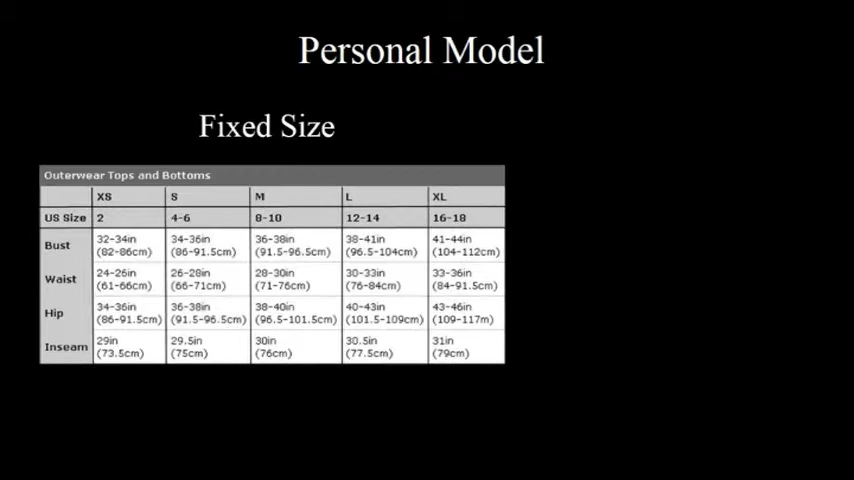 Personal Model
Fixed Size
Outerwear Tops and Bottoms
XS S M L XL
US Size 2 4-6 8-10 12-14 16-18
Bust 32-34in (82-86cm) 34-36in (86-91.5cm) 36-38in (91.5-96.5cm) 38-41in (96.5-104cm) 41-44in (104-112cm)
Waist 24-26in (61-66cm) 26-28in (66-71cm) 28-30in (71-76cm) 30-33in (76-84cm) 33-36in (84-91.5cm)
Hip 34-36in (86-91.5cm) 36-38in (91.5-96.5cm) 38-40in (96.5-101.5cm) 40-43in (101.5-109cm) 43-46in (109-117m)
Inseam 29in (73.5cm) 29.5in (75cm) 30in (76cm) 30.5in (77.5cm) 31in (79cm)